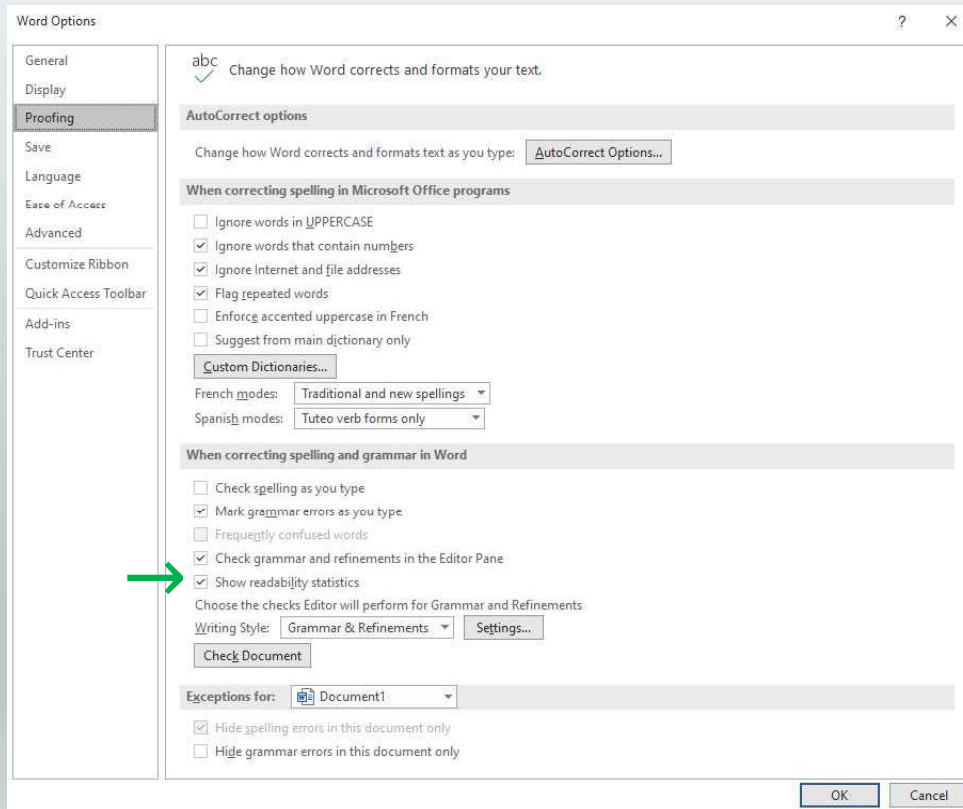 Word Options
?
General
Display
Proofing
Save
Language
Ease of Access
Advanced
Customize Ribbon
Quick Access Toolbar
Add-ins
Trust Center
abc
Change how Word corrects and formats your text.
AutoCorrect options
Change how Word corrects and formats text as you type: AutoCorrect Options...
When correcting spelling in Microsoft Office programs
Ignore words in UPPERCASE
Ignore words that contain numbers
Ignore Internet and file addresses
Flag repeated words
Enforce accented uppercase in French
Suggest from main dictionary only
Custom Dictionaries...
French modes: Traditional and new spellings
Spanish modes: Tuteo verb forms only
When correcting spelling and grammar in Word
Check spelling as you type
Mark grammar errors as you type
Frequently confused words
Check grammar and refinements in the Editor Pane
Show readability statistics
Choose the checks Editor will perform for Grammar and Refinements
Writing Style: Grammar & Refinements Settings...
Check Document
Exceptions for: Document1
Hide spelling errors in this document only
Hide grammar errors in this document only
OK Cancel